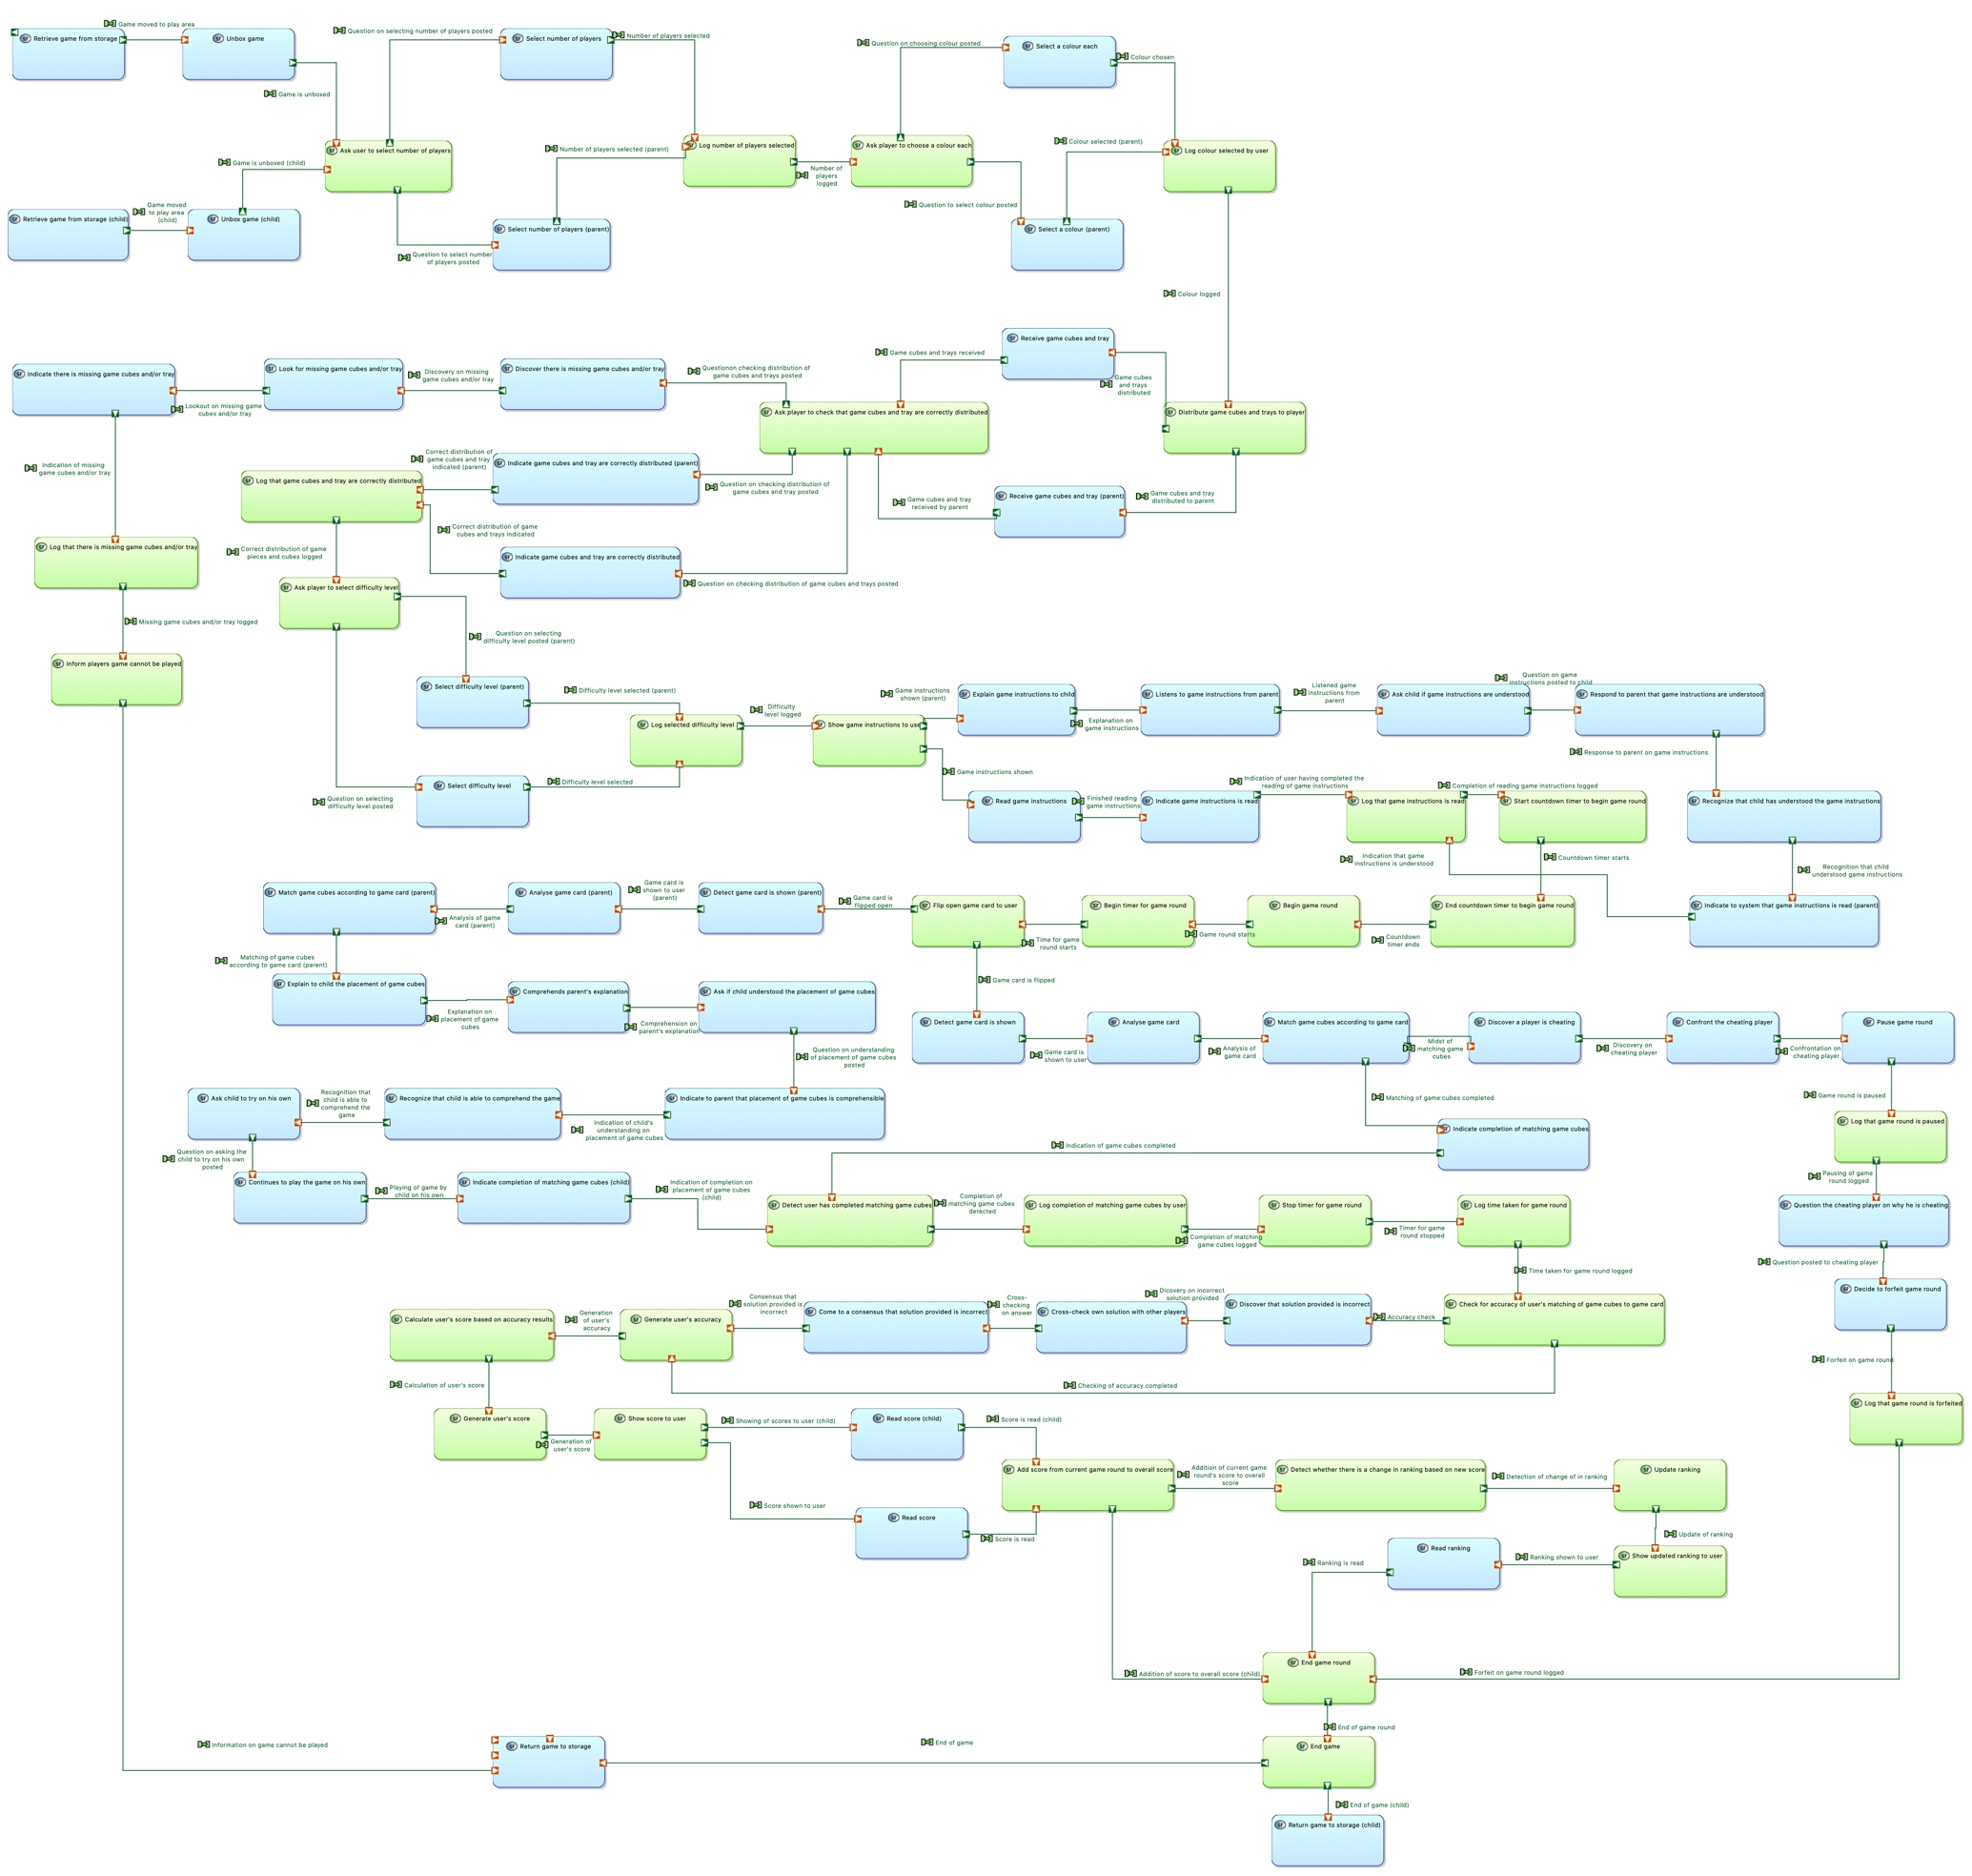 Game moved to play area
Retrieve game from storage
Unbox game
Question on selecting number of players posted
Select number of players
Number of players selected
Question on choosing colour posted
Select a colour each
Colour chosen
Game is unboxed
Ask user to select number of players
Game is unboxed (child)
Number of players selected (parent)
Log number of players selected
Number of
players
logged
Ask player to choose a colour each
Colour selected (parent)
Log colour selected by user
Retrieve game from storage (child)
Game moved
to play area
(child)
Unbox game (child)
Question to select number
of players posted
Select number of players (parent)
Question to select colour posted
Select a colour (parent)
Colour logged
Receive game cubes and tray
Game cubes and trays received
Game cubes
and trays
distributed
Indicate there is missing game cubes and/or tray
Lookout on missing game
cubes and/or tray
Look for missing game cubes and/or tray
Discovery on missing
game cubes and/or tray
Discover there is missing game cubes and/or tray
Questionon checking distribution of
game cubes and trays posted
Ask player to check that game cubes and tray are correctly distributed
Distribute game cubes and trays to player
Indication of missing
game cubes and/or tray
Correct distribution of
game cubes and tray
indicated (parent)
Indicate game cubes and tray are correctly distributed (parent)
Question on checking distribution of
game cubes and tray posted
Log that game cubes and tray are correctly distributed
Game cubes and tray
received by parent
Receive game cubes and tray (parent)
Game cubes and tray
distributed to parent
Correct distribution of game
cubes and trays indicated
Log that there is missing game cubes and/or tray
Correct distribution of game
pieces and cubes logged
Indicate game cubes and tray are correctly distributed
Question on checking distribution of game cubes and trays posted
Ask player to select difficulty level
Missing game cubes and/or tray logged
Question on selecting
difficulty level posted (parent)
Inform players game cannot be played
Select difficulty level (parent)
Difficulty level selected (parent)
Log selected difficulty level
Difficulty
level logged
Show game instructions to user
Game instructions
shown (parent)
Explain game instructions to child
Explanation on
game instructions
Listens to game instructions from parent
Listened game
instructions from
parent
Ask child if game instructions are understood
Question on game
instructions posted to child
Respond to parent that game instructions are understood
Response to parent on game instructions
Question on selecting
difficulty level posted
Select difficulty level
Difficulty level selected
Game instructions shown
Read game instructions
Finished reading
game instructions
Indicate game instructions is read
Indication of user having completed the
reading of game instructions
Log that game instructions is read
Completion of reading game instructions logged
Start countdown timer to begin game round
Recognize that child has understood the game instructions
Indication that game
instructions is understood
Countdown timer starts
Recognition that child
understood game instructions
Match game cubes according to game card (parent)
Analysis of game
card (parent)
Analyse game card (parent)
Game card is
shown to user
(parent)
Detect game card is shown (parent)
Game card is
flipped open
Flip open game card to user
Time for game
round starts
Begin timer for game round
Game round starts
Begin game round
Countdown
timer ends
End countdown timer to begin game round
Indicate to system that game instructions is read (parent)
Matching of game cubes
according to game card (parent)
Game card is flipped
Explain to child the placement of game cubes
Explanation on
placement of game
cubes
Comprehends parent's explanation
Comprehension on
parent's explanation
Ask if child understood the placement of game cubes
Detect game card is shown
Game card is
shown to user
Analyse game card
Analysis of
game card
Match game cubes according to game card
Midst of
matching game
cubes
Discover a player is cheating
Discovery on
cheating player
Confront the cheating player
Confrontation on
cheating player
Pause game round
Question on understanding
of placement of game cubes
posted
Matching of game cubes completed
Game round is paused
Ask child to try on his own
Recognition that
child is able to
comprehend the
game
Recognize that child is able to comprehend the game
Indication of child's
understanding on
placement of game cubes
Indicate to parent that placement of game cubes is comprehensible
Indicate completion of matching game cubes
Log that game round is paused
Indication of game cubes completed
Question on asking the
child to try on his own
posted
Continues to play the game on his own
Playing of game by
child on his own
Indicate completion of matching game cubes (child)
Indication of completion on
placement of game cubes
(child)
Detect user has completed matching game cubes
Completion of
matching game cubes
detected
Log completion of matching game cubes by user
Completion of matching
game cubes logged
Stop timer for game round
Timer for game
round stopped
Log time taken for game round
Pausing of game
round logged
Question the cheating player on why he is cheating
Question posted to cheating player
Time taken for game round logged
Calculate user's score based on accuracy results
Generation
of user's
accuracy
Generate user's accuracy
Consensus that
solution provided is
incorrect
Come to a consensus that solution provided is incorrect
Cross-
checking
on answer
Cross-check own solution with other players
Dicovery on incorrect
solution provided
Discover that solution provided is incorrect
Accuracy check
Check for accuracy of user's matching of game cubes to game card
Decide to forfeit game round
Calculation of user's score
Checking of accuracy completed
Forfeit on game round
Generate user's score
Generation of
user's score
Show score to user
Showing of scores to user (child)
Read score (child)
Score is read (child)
Log that game round is forfeited
Add score from current game round to overall score
Addition of current game
round's score to overall
score
Detect whether there is a change in ranking based on new score
Detection of change of in ranking
Update ranking
Score shown to user
Read score
Score is read
Update of ranking
Ranking is read
Read ranking
Ranking shown to user
Show updated ranking to user
End game round
Addition of score to overall score (child)
Forfeit on game round logged
End of game round
Information on game cannot be played
Return game to storage
End of game
End game
End of game (child)
Return game to storage (child)